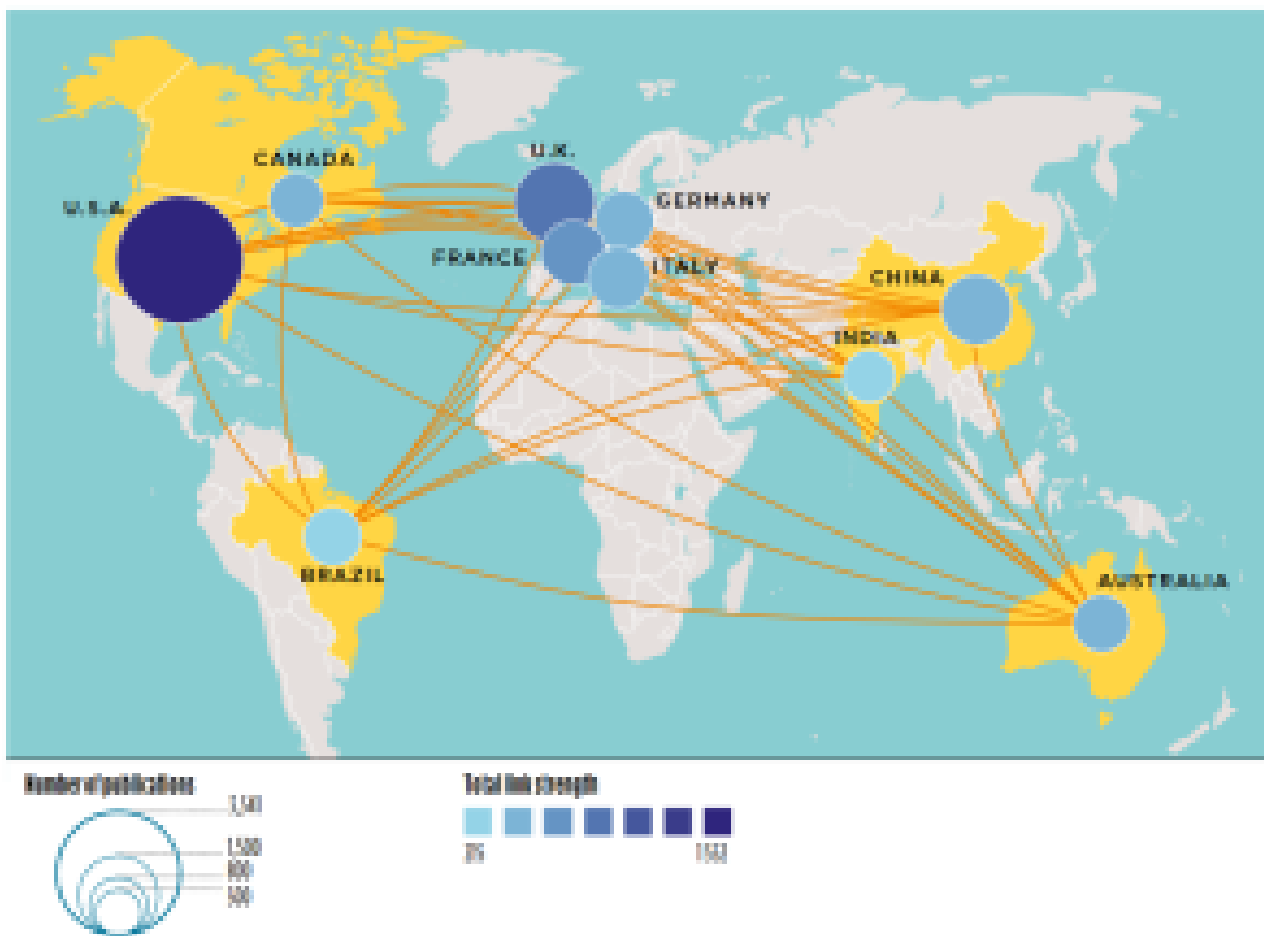 CANADA
U.K.
U.S.A
GERMANY
FRANCE
ITALY
CHINA
INDIA
BRAZIL
AUSTRALIA
Number of publications
Total link strength
1,500
800
500